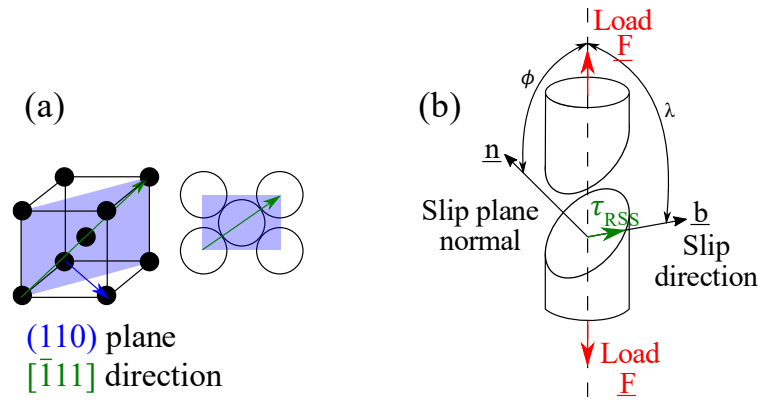 (a)
(110) plane
[1̄11] direction
(b)
Load
F
ϕ
λ
n
Slip plane
normal
τRSS
b
Slip
direction
Load
F